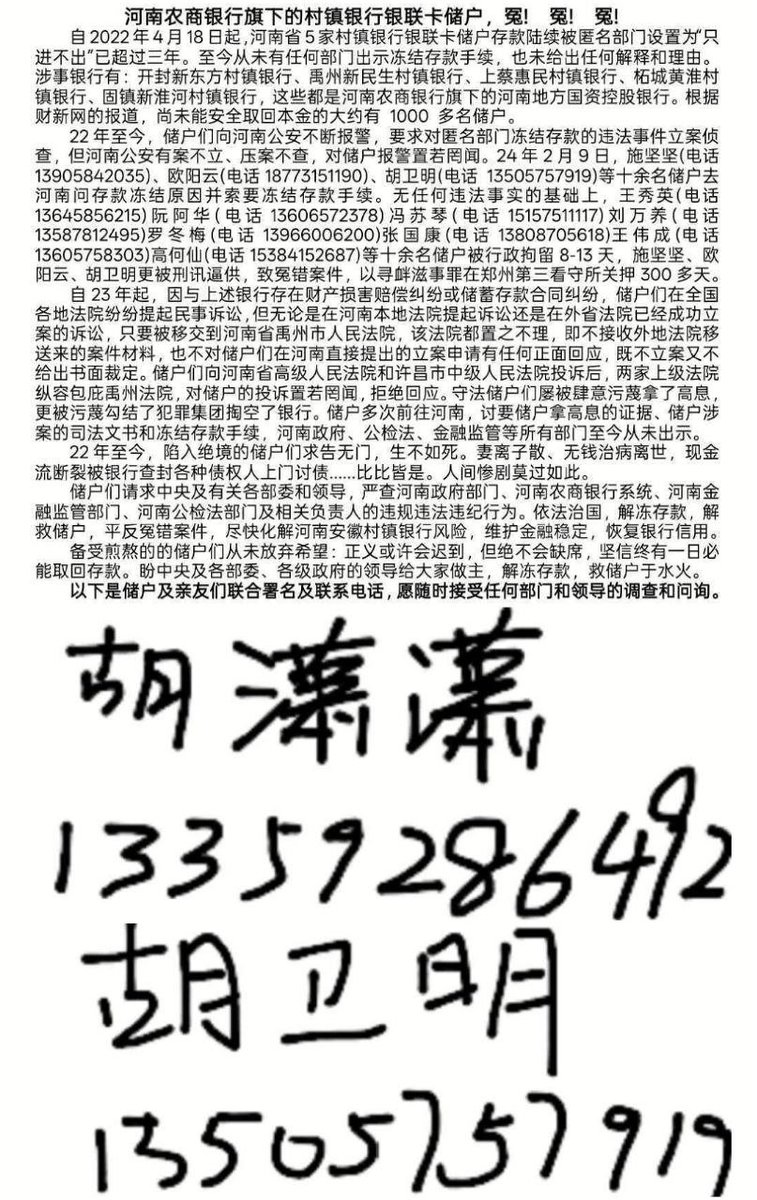 河南农商银行旗下的村镇银行银联卡储户，冤！ 冤！ 冤！
自2022年4月18日起,河南省5家村镇银行银联卡储户存款陆续被匿名部门设置为“只
进不出”已超过三年。至今从未有任何部门出示冻结存款手续，也未给出任何解释和理由。
涉事银行有：开封新东方村镇银行、禹州新民生村镇银行、上蔡惠民村镇银行、柘城黄淮村
镇银行、固镇新淮河村镇银行，这些都是河南农商银行旗下的河南地方国资控股银行。根据
财新网的报道，尚未能安全取回本金的大约有 1000 多名储户。
22年至今，储户们向河南公安不断报警，要求对匿名部门冻结存款的违法事件立案侦
查，但河南公安有案不立、压案不查，对储户报警置若罔闻。24年2月9日，施坚坚(电话
13905842035)、欧阳云(电话 18773151190)、胡卫明(电话 13505757919)等十余名储户去
河南问存款冻结原因并索要冻结存款手续。无任何违法事实的基础上，王秀英(电话
13645856215)阮阿华(电话 13606572378)冯苏琴(电话 15157511117)刘万养(电话
13587812495)罗冬梅(电话 13966006200)张国康(电话 13808705618)王伟成(电话
13605758303)高何仙(电话15384152687)等十余名储户被行政拘留 8-13 天，施坚坚、欧
阳云、胡卫明更被刑讯逼供，致冤错案件，以寻衅滋事罪在郑州第三看守所关押 300 多天。
自 23 年起，因与上述银行存在财产损害赔偿纠纷或储蓄存款合同纠纷，储户们在全国
各地法院纷纷提起民事诉讼,但无论是在河南本地法院提起诉讼还是在外省法院已经成功立
案的诉讼，只要被移交到河南省禹州市人民法院，该法院都置之不理，即不接收外地法院移
送来的案件材料，也不对储户们在河南直接提出的立案申请有任何正面回应，既不立案又不
给出书面裁定。储户们向河南省高级人民法院和许昌市中级人民法院投诉后，两家上级法院
纵容包庇禹州法院，对储户的投诉置若罔闻，拒绝回应。守法储户们屡被肆意污蔑拿了高息，
更被污蔑勾结了犯罪集团掏空了银行。储户多次前往河南，讨要储户拿高息的证据、储户涉
案的司法文书和冻结存款手续，河南政府、公检法、金融监管等所有部门至今从未出示。
22年至今，陷入绝境的储户们求告无门，生不如死。妻离子散、无钱治病离世，现金
流断裂被银行查封各种债权人上门讨债......比比皆是。人间惨剧莫过如此。
储户们请求中央及有关各部委和领导，严查河南政府部门、河南农商银行系统、河南金
融监管部门、河南公检法部门及相关负责人的违规违法违纪行为。依法治国，解冻存款，解
救储户，平反冤错案件，尽快化解河南安徽村镇银行风险，维护金融稳定，恢复银行信用。
备受煎熬的的储户们从未放弃希望：正义或许会迟到，但绝不会缺席，坚信终有一日必
能取回存款。盼中央及各部委、各级政府的领导给大家做主，解冻存款，救储户于水火。
以下是储户及亲友们联合署名及联系电话，愿随时接受任何部门和领导的调查和问询。
胡潇潇
13359286492
胡卫明
13505757919